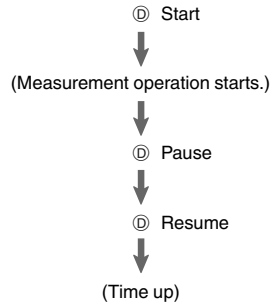 Ⓓ Start
(Measurement operation starts.)
Ⓓ Pause
Ⓓ Resume
(Time up)